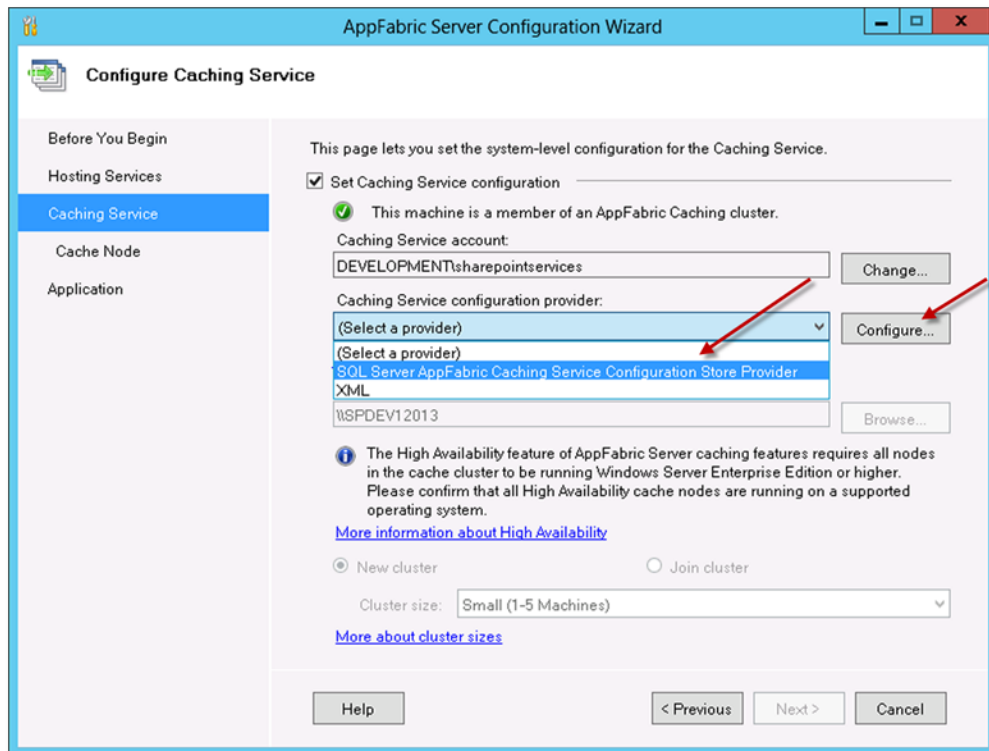 AppFabric Server Configuration Wizard
Configure Caching Service
Before You Begin
Hosting Services
Caching Service
Cache Node
Application
This page lets you set the system-level configuration for the Caching Service.
Set Caching Service configuration
This machine is a member of an AppFabric Caching cluster.
Caching Service account:
DEVELOPMENT\sharepointservices
Change...
Caching Service configuration provider:
(Select a provider)
Configure...
(Select a provider)
SQL Server AppFabric Caching Service Configuration Store Provider
XML
\\SPDEV12013
Browse...
The High Availability feature of AppFabric Server caching features requires all nodes
in the cache cluster to be running Windows Server Enterprise Edition or higher.
Please confirm that all High Availability cache nodes are running on a supported
operating system.
More information about High Availability
New cluster
Join cluster
Cluster size:
Small (1-5 Machines)
More about cluster sizes
Help
< Previous
Next >
Cancel